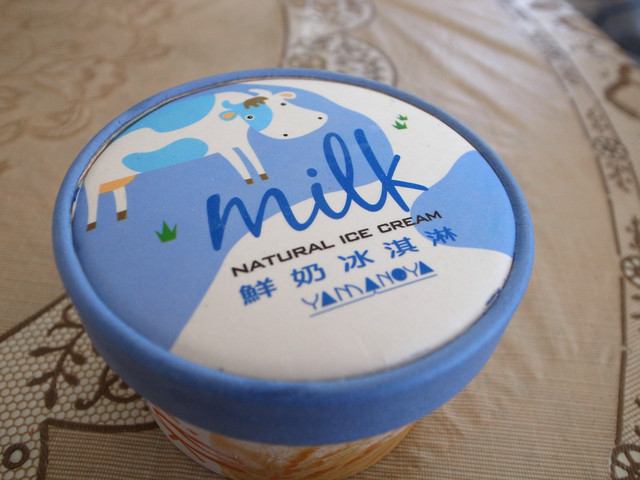 milk
NATURAL ICE CREAM
鮮奶冰淇淋
YAMANOYA